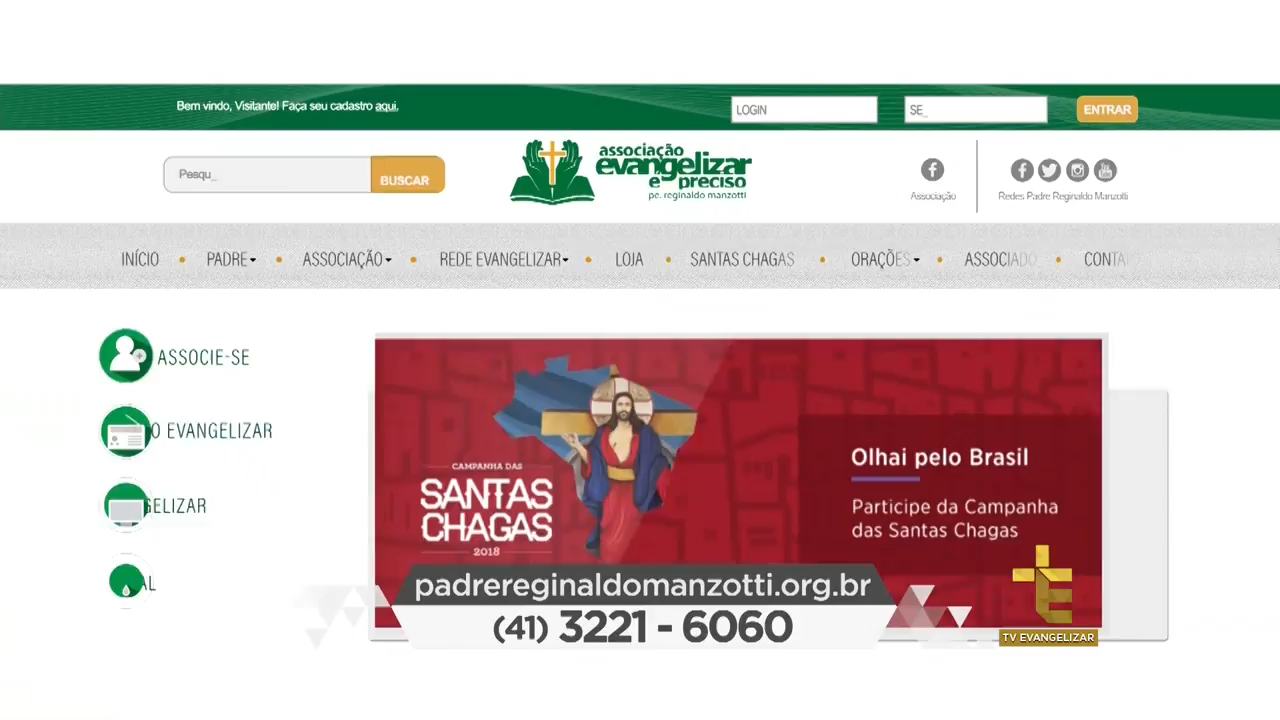 Bem vindo, Visitante! Faça seu cadastro aqui.
LOGIN
SE_
ENTRAR
Pesqu_
BUSCAR
associação
evangelizar
e preciso
pe. reginaldo manzotti
Associação
Redes Padre Reginaldo Manzotti
INÍCIO • PADRE • ASSOCIAÇÃO • REDE EVANGELIZAR • LOJA • SANTAS CHAGAS • ORAÇÕES • ASSOCIADO • CONTA
ASSOCIE-SE
O EVANGELIZAR
GELIZAR
AL
CAMPANHA DAS
SANTAS
CHAGAS
2018
Olhai pelo Brasil
Participe da Campanha
das Santas Chagas
padrereginaldomanzotti.org.br
(41) 3221 - 6060
TV EVANGELIZAR